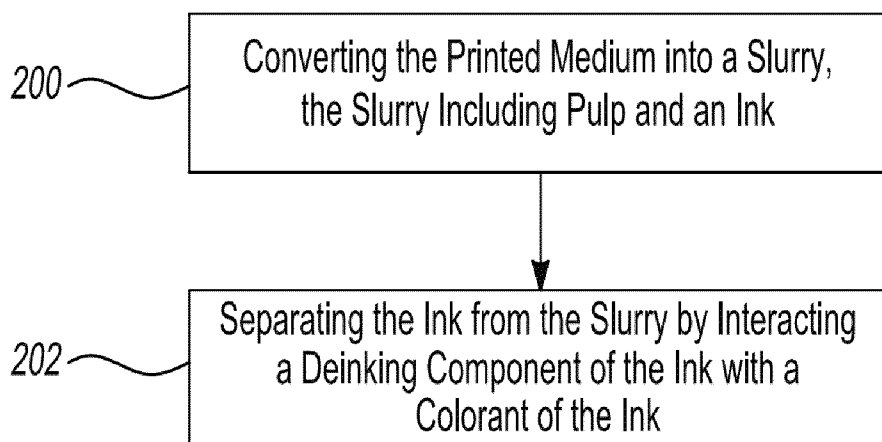 200
Converting the Printed Medium into a Slurry,
the Slurry Including Pulp and an Ink
202
Separating the Ink from the Slurry by Interacting
a Deinking Component of the Ink with a
Colorant of the Ink